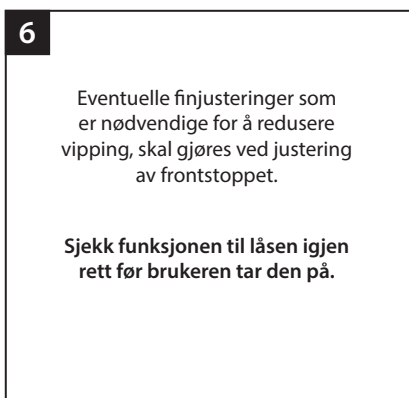 6
Eventuelle finjusteringer som
er nødvendige for å redusere
vipping, skal gjøres ved justering
av frontstoppet.
Sjekk funksjonen til låsen igjen
rett før brukeren tar den på.